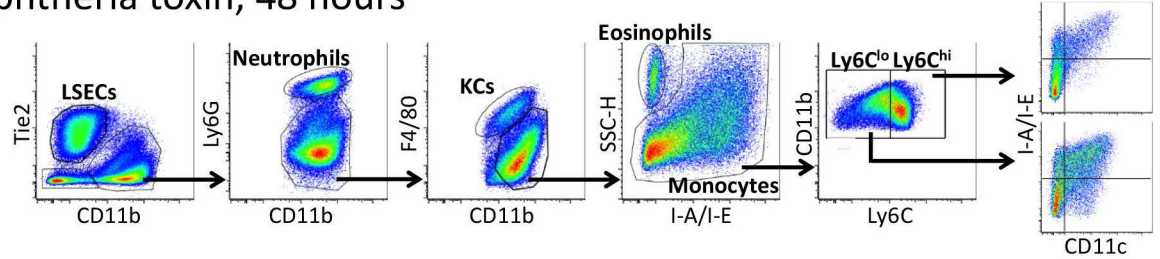 toxin, 48 hours
LSECs
Tie2
CD11b
Neutrophils
Ly6G
CD11b
KCs
F4/80
CD11b
Eosinophils
SSC-H
Monocytes
I-A/I-E
Ly6Cˡᵒ Ly6Cʰⁱ
CD11b
Ly6C
I-A/I-E
CD11c